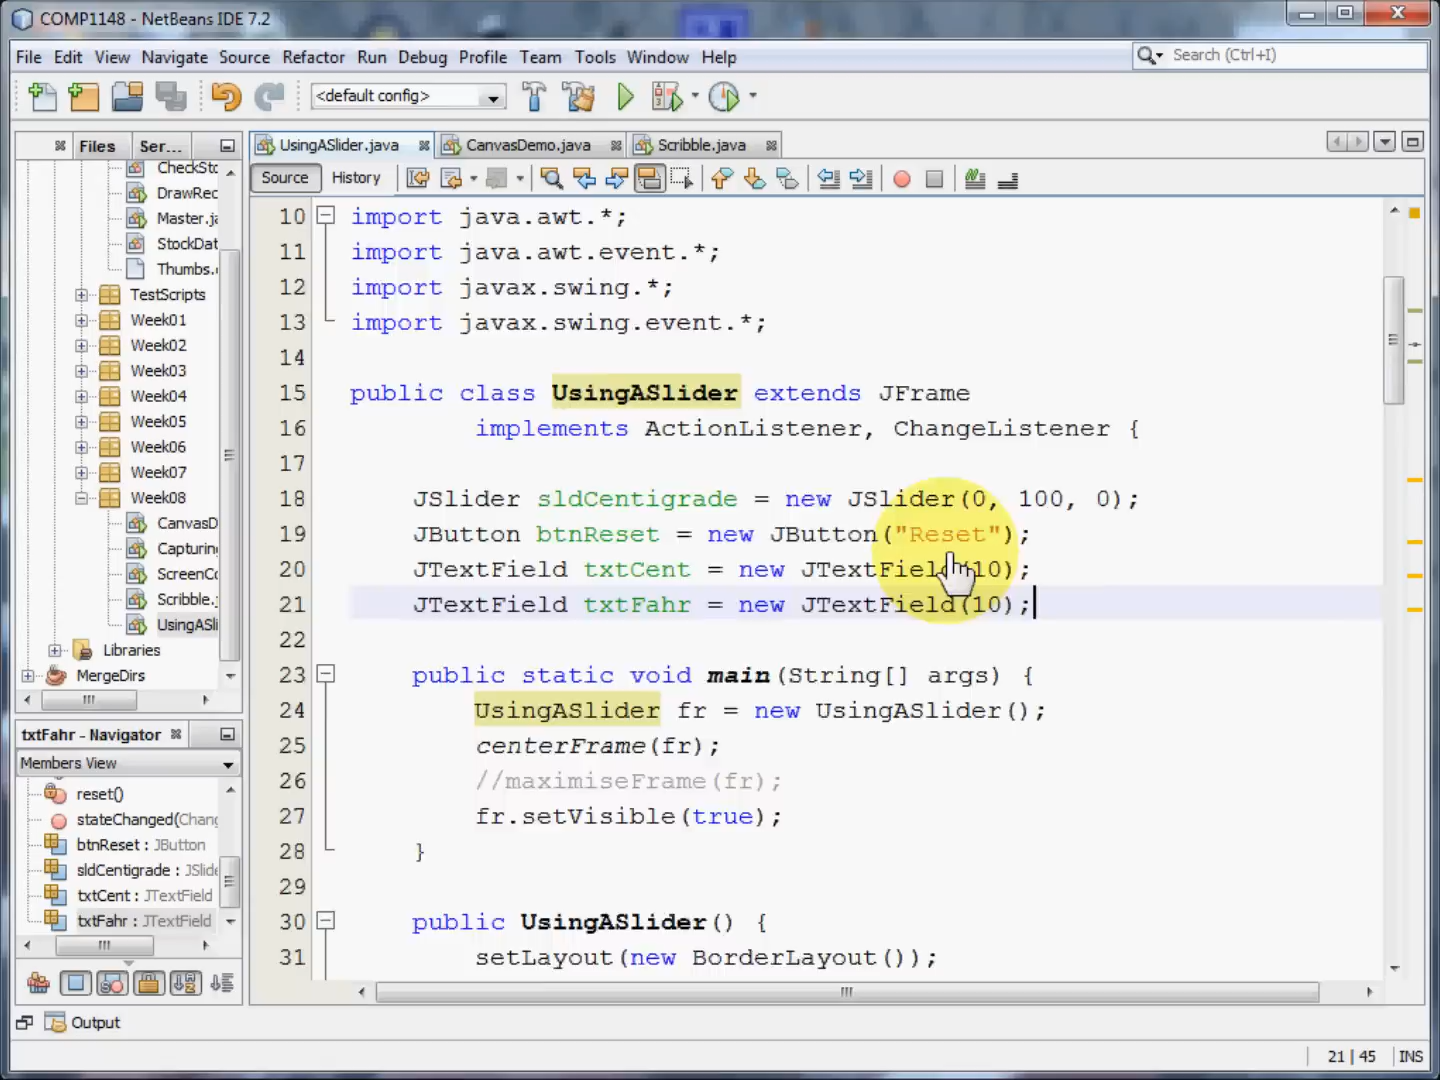 COMP1148 - NetBeans IDE 7.2
File Edit View Navigate Source Refactor Run Debug Profile Team Tools Window Help
Search (Ctrl+I)
<default config>
Files Ser...
UsingASlider.java CanvasDemo.java Scribble.java
Source History
CheckSto
DrawRec
Master.ja
StockDat
Thumbs.
TestScripts
Week01
Week02
Week03
Week04
Week05
Week06
Week07
Week08
CanvasD
Capturin
ScreenCo
Scribble.
UsingASli
Libraries
MergeDirs
txtFahr - Navigator
Members View
reset()
stateChanged(Chang
btnReset : JButton
sldCentigrade : JSlide
txtCent : JTextField
txtFahr : JTextField
10 import java.awt.*;
11 import java.awt.event.*;
12 import javax.swing.*;
13 import javax.swing.event.*;
14
15 public class UsingASlider extends JFrame
16 implements ActionListener, ChangeListener {
17
18 JSlider sldCentigrade = new JSlider(0, 100, 0);
19 JButton btnReset = new JButton("Reset");
20 JTextField txtCent = new JTextField(10);
21 JTextField txtFahr = new JTextField(10);
22
23 public static void main(String[] args) {
24 UsingASlider fr = new UsingASlider();
25 centerFrame(fr);
26 //maximiseFrame(fr);
27 fr.setVisible(true);
28 }
29
30 public UsingASlider() {
31 setLayout(new BorderLayout());
Output
21 | 45 INS